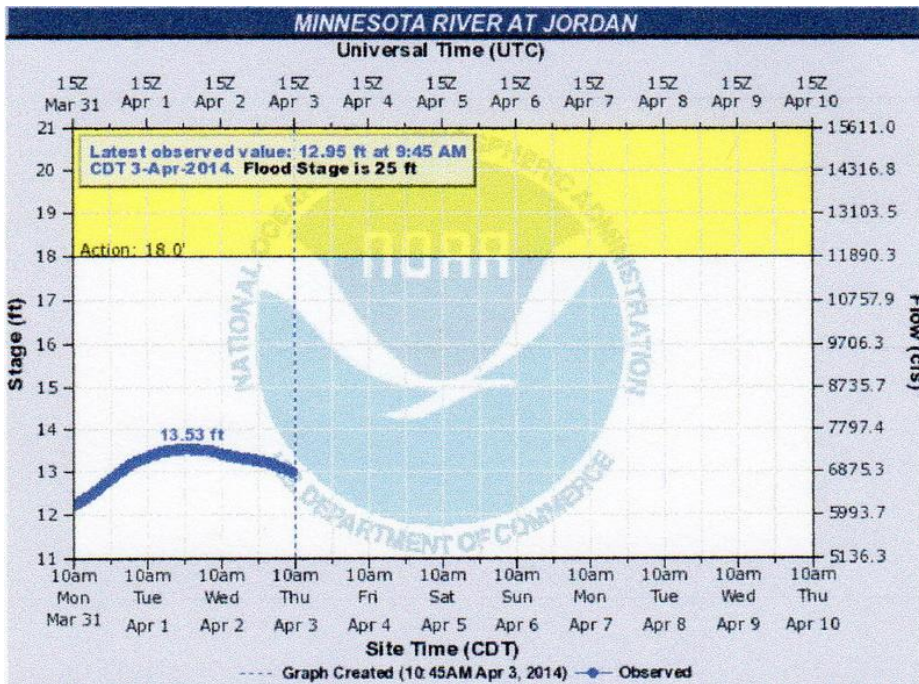 MINNESOTA RIVER AT JORDAN
Universal Time (UTC)
15Z 15Z 15Z 15Z 15Z 15Z 15Z 15Z 15Z 15Z 15Z
Mar 31 Apr 1 Apr 2 Apr 3 Apr 4 Apr 5 Apr 6 Apr 7 Apr 8 Apr 9 Apr 10
21 15611.0
Latest observed value: 12.95 ft at 9:45 AM
CDT 3-Apr-2014. Flood Stage is 25 ft
20 14316.8
19 13103.5
Action: 18.0'
18 11890.3
17 10757.9
16 9706.3
15 8735.7
14 7797.4
13.53 ft
13 6875.3
12 5993.7
11 5136.3
Stage (ft)
Flow (cfs)
NOAA
NATIONAL OCEANIC AND ATMOSPHERIC ADMINISTRATION
U.S. DEPARTMENT OF COMMERCE
10am 10am 10am 10am 10am 10am 10am 10am 10am 10am 10am
Mon Tue Wed Thu Fri Sat Sun Mon Tue Wed Thu
Mar 31 Apr 1 Apr 2 Apr 3 Apr 4 Apr 5 Apr 6 Apr 7 Apr 8 Apr 9 Apr 10
Site Time (CDT)
Graph Created (10:45AM Apr 3, 2014) Observed